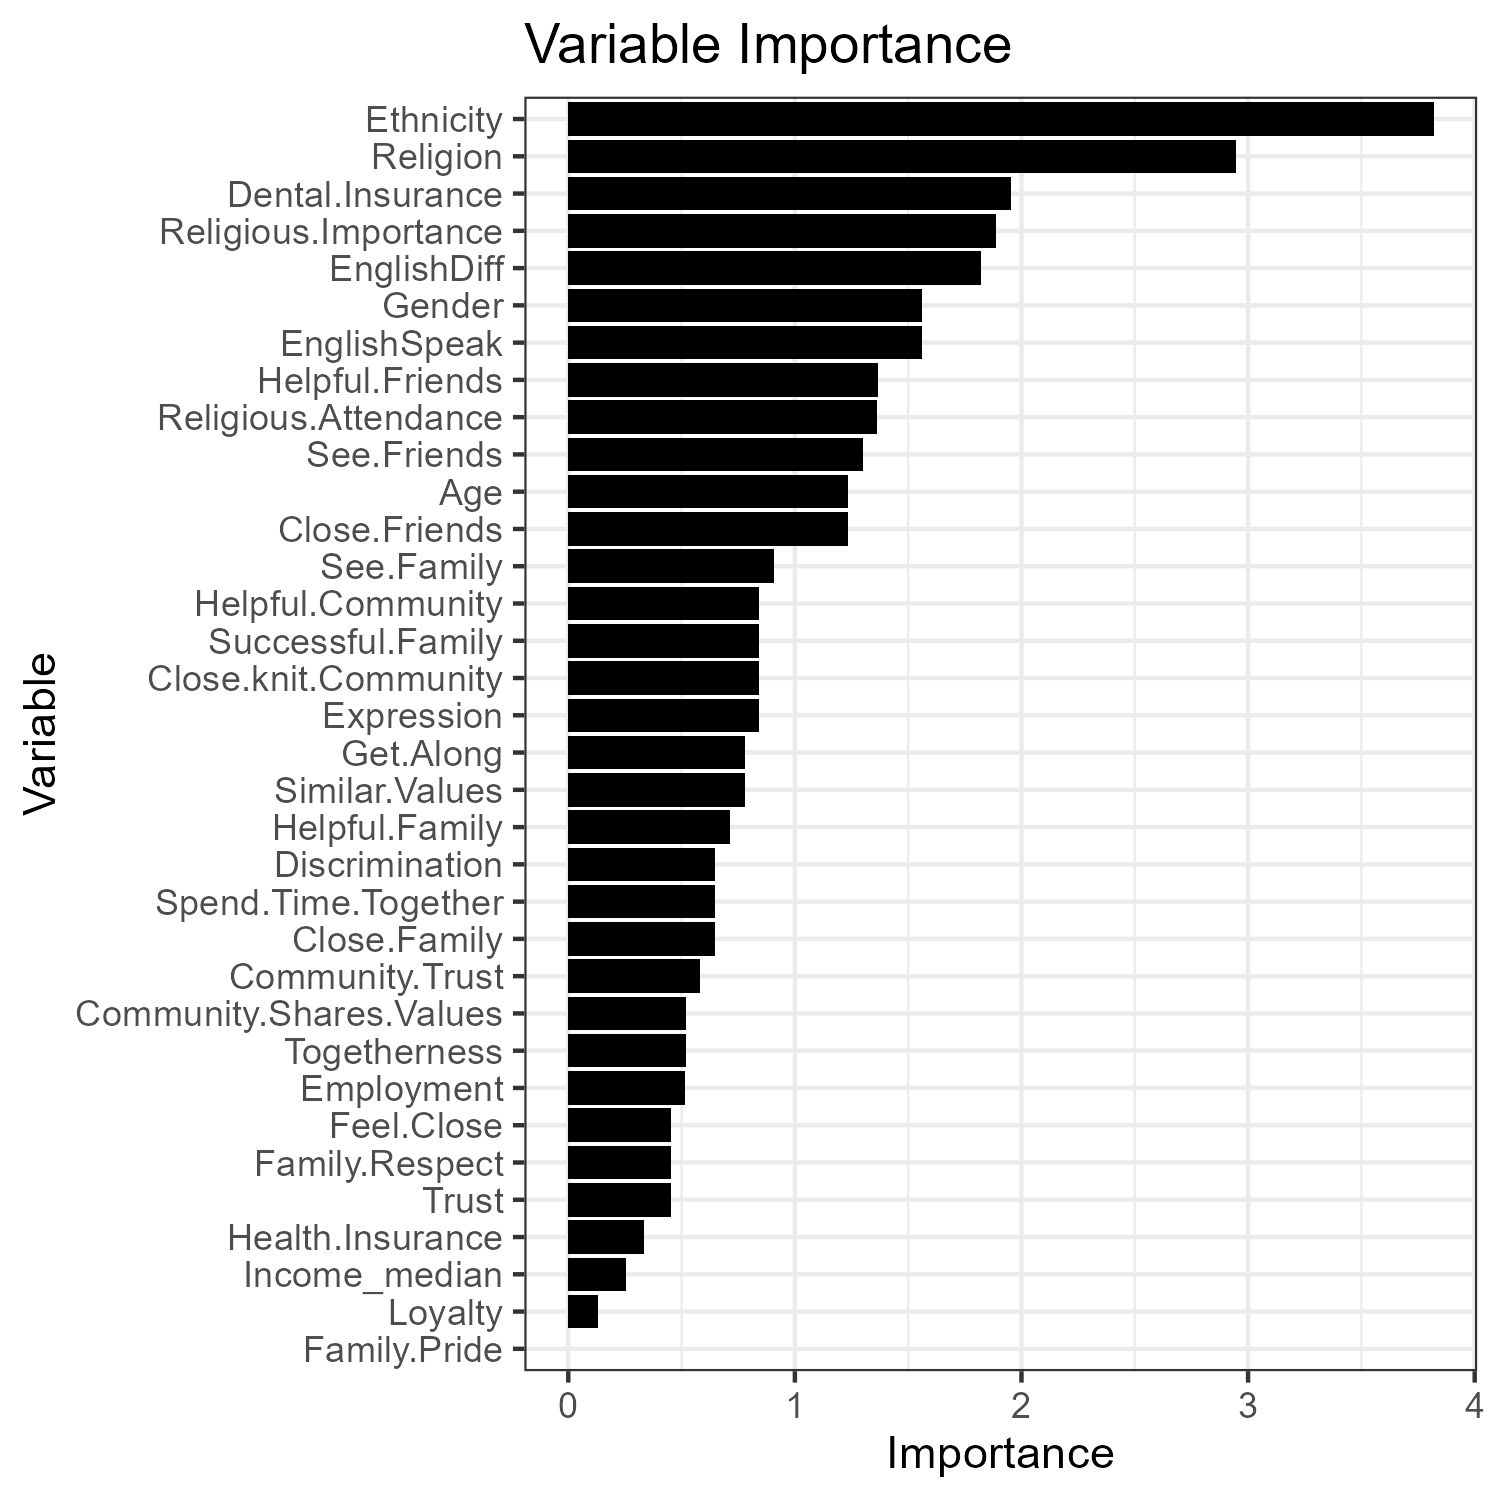 Variable Importance
Ethnicity
Religion
Dental.Insurance
Religious.Importance
EnglishDiff
Gender
EnglishSpeak
Helpful.Friends
Religious.Attendance
See.Friends
Age
Close.Friends
See.Family
Helpful.Community
Successful.Family
Close.knit.Community
Expression
Get.Along
Similar.Values
Helpful.Family
Discrimination
Spend.Time.Together
Close.Family
Community.Trust
Community.Shares.Values
Togetherness
Employment
Feel.Close
Family.Respect
Trust
Health.Insurance
Income_median
Loyalty
Family.Pride
Variable
0 1 2 3 4
Importance